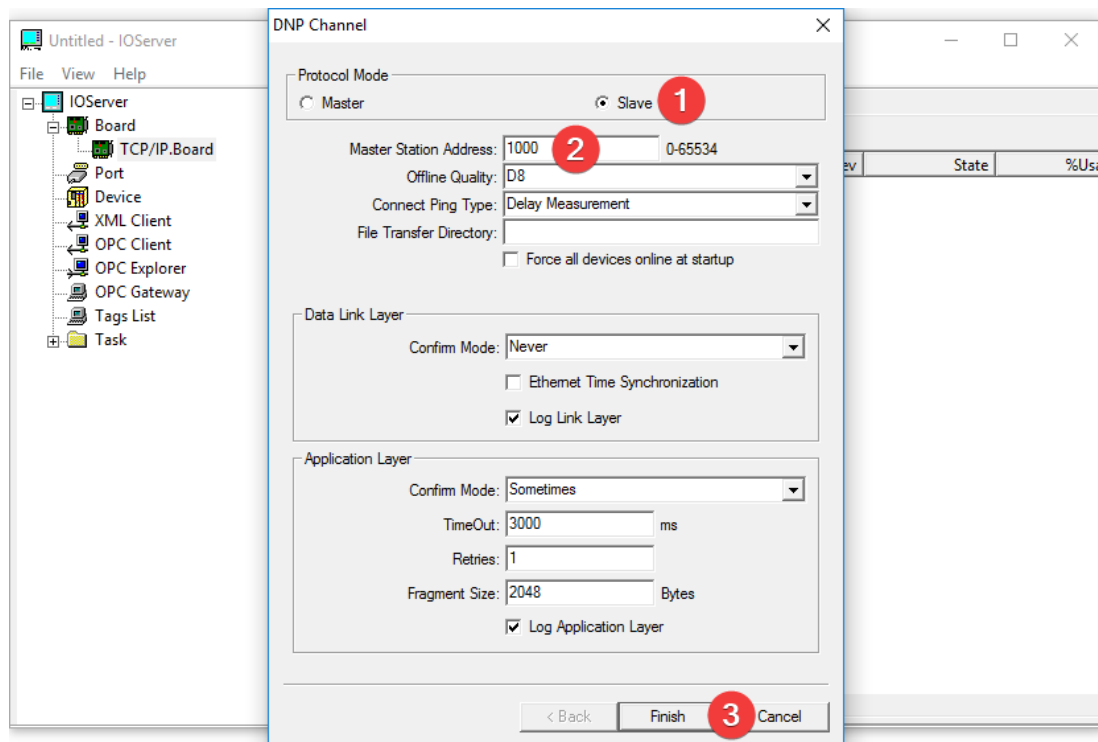 DNP Channel
Untitled - IOServer
File View Help
IOServer
Board
TCP/IP.Board
Port
Device
XML Client
OPC Client
OPC Explorer
OPC Gateway
Tags List
Task
Protocol Mode
Master Slave 1
Master Station Address: 1000 2 0-65534
Offline Quality: D8
Connect Ping Type: Delay Measurement
File Transfer Directory:
Force all devices online at startup
Data Link Layer
Confirm Mode: Never
Ethernet Time Synchronization
Log Link Layer
Application Layer
Confirm Mode: Sometimes
TimeOut: 3000 ms
Retries: 1
Fragment Size: 2048 Bytes
Log Application Layer
< Back Finish 3 Cancel
State